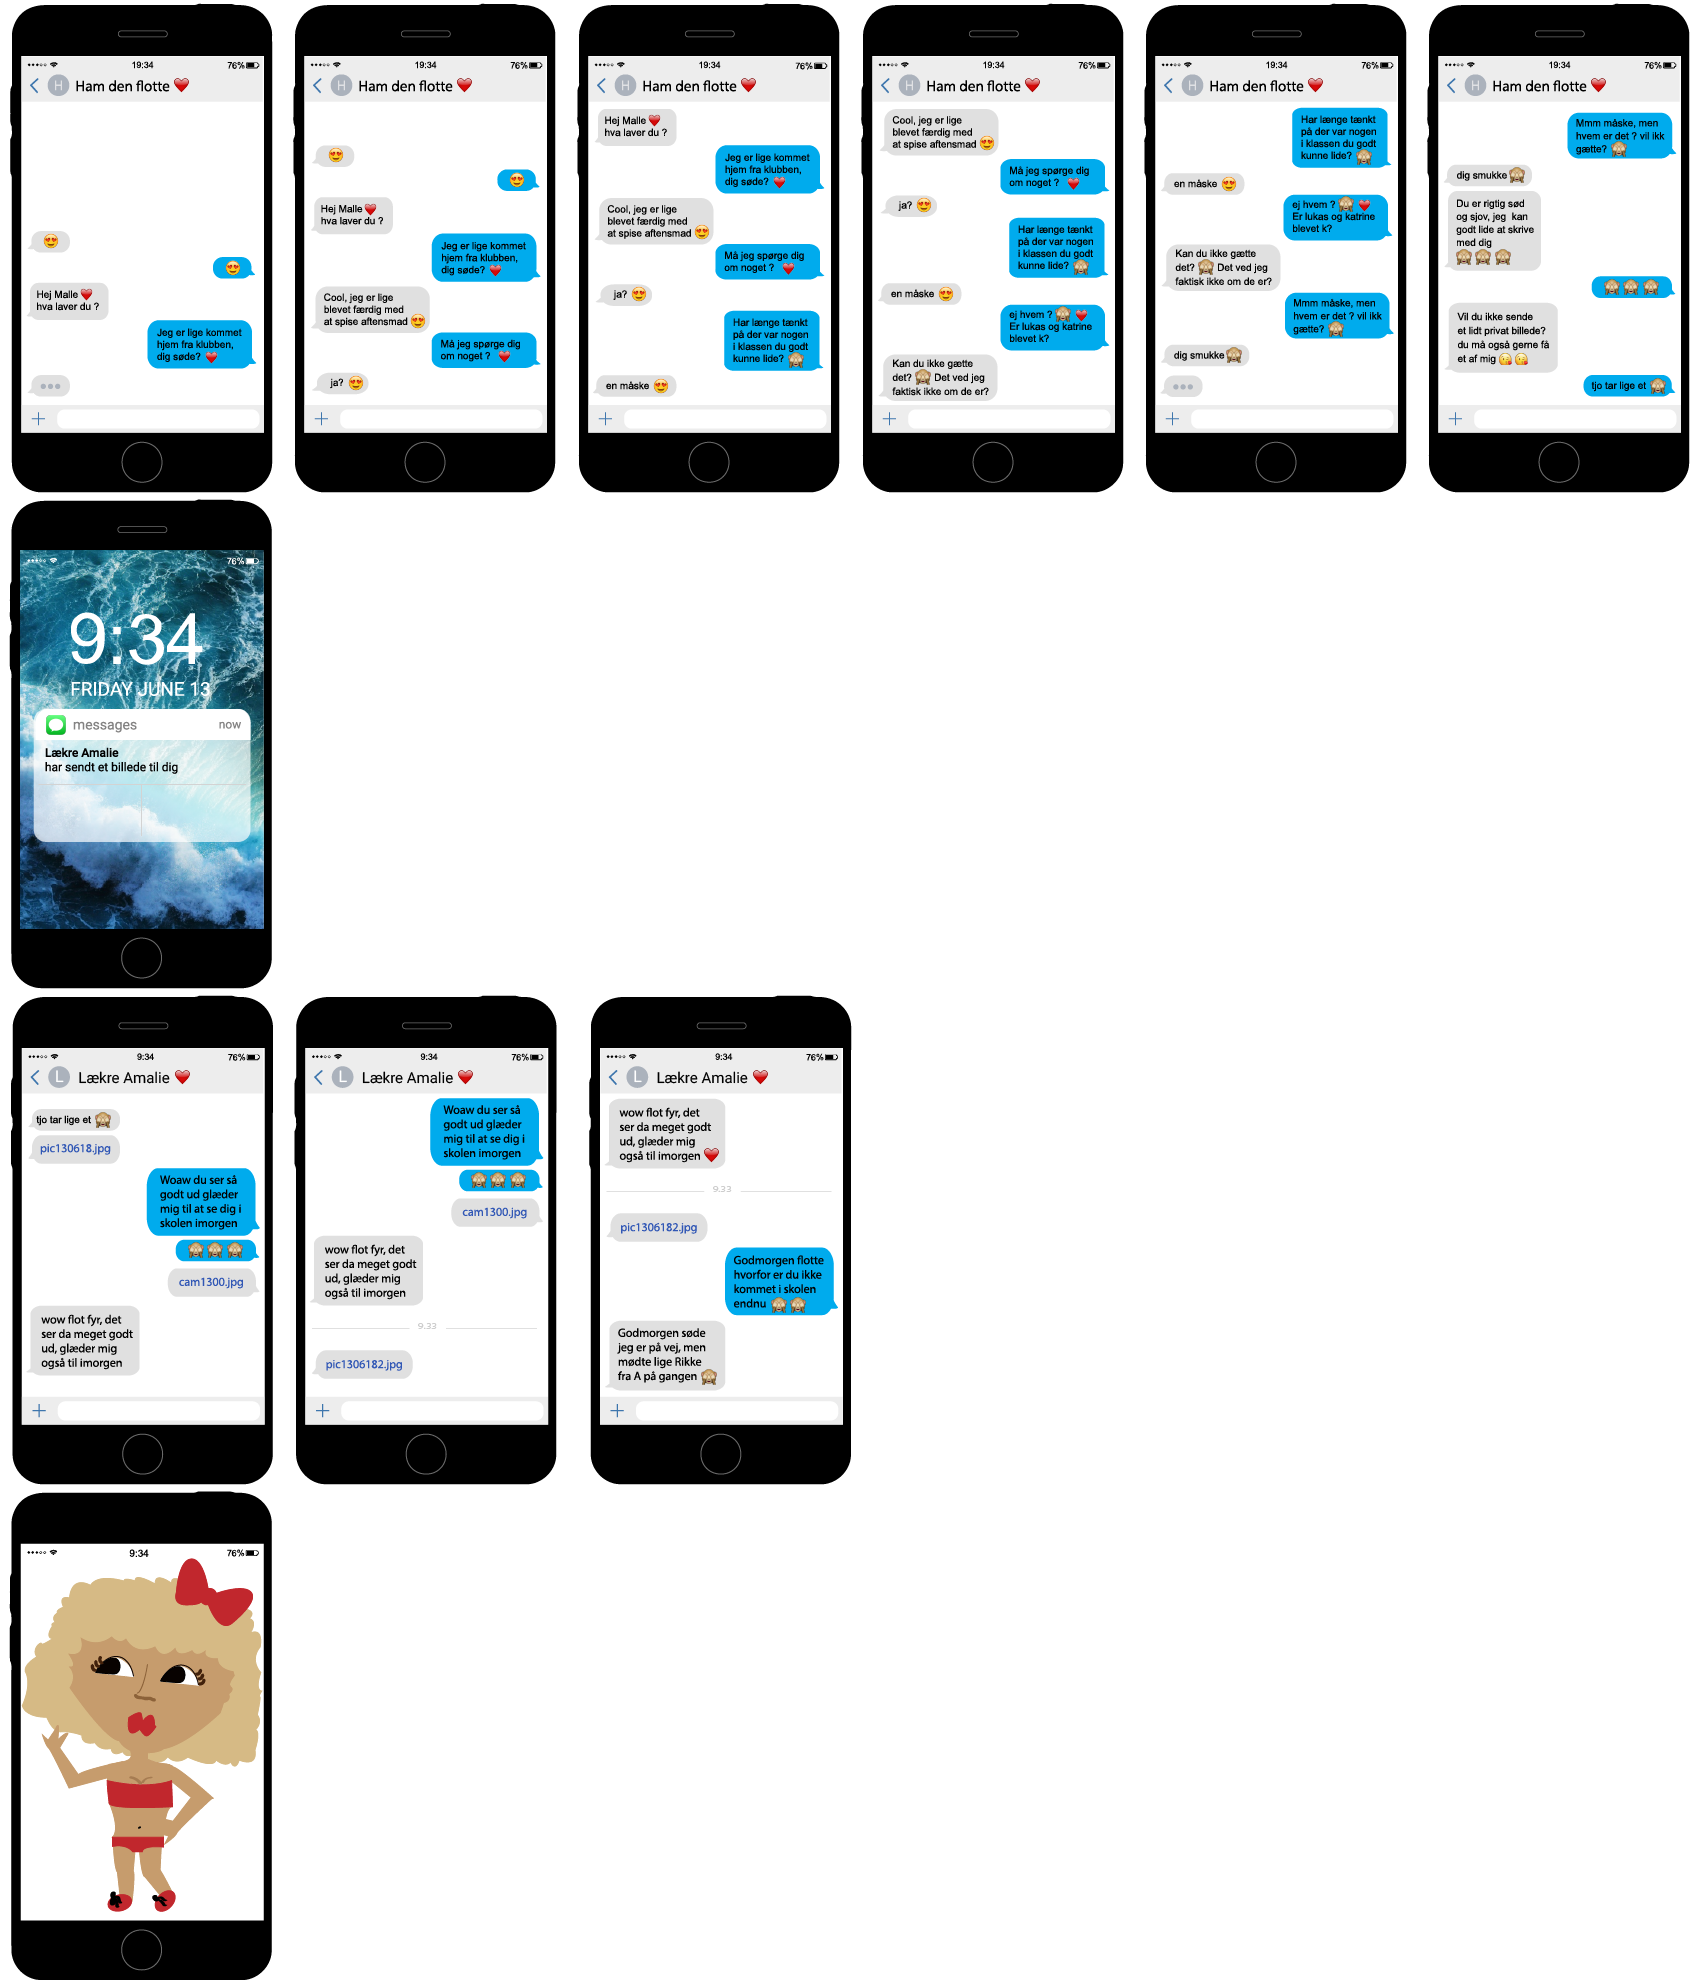 19:34
76%
H
Ham den flotte ❤️
😍
😍
Hej Malle ❤️
hva laver du ?
Jeg er lige kommet
hjem fra klubben,
dig søde? ❤️
19:34
76%
H
Ham den flotte ❤️
😍
😍
Hej Malle ❤️
hva laver du ?
Jeg er lige kommet
hjem fra klubben,
dig søde? ❤️
Cool, jeg er lige
blevet færdig med
at spise aftensmad 😍
Må jeg spørge dig
om noget ? ❤️
ja? 😍
19:34
76%
H
Ham den flotte ❤️
Hej Malle ❤️
hva laver du ?
Jeg er lige kommet
hjem fra klubben,
dig søde? ❤️
Cool, jeg er lige
blevet færdig med
at spise aftensmad 😍
Må jeg spørge dig
om noget ? ❤️
ja? 😍
Har længe tænkt
på der var nogen
i klassen du godt
kunne lide? 🙈
en måske 😍
19:34
76%
H
Ham den flotte ❤️
Cool, jeg er lige
blevet færdig med
at spise aftensmad 😍
Må jeg spørge dig
om noget ? ❤️
ja? 😍
Har længe tænkt
på der var nogen
i klassen du godt
kunne lide? 🙈
en måske 😍
ej hvem ? 🙈 ❤️
Er lukas og katrine
blevet k?
Kan du ikke gætte
det? 🙈 Det ved jeg
faktisk ikke om de er?
19:34
76%
H
Ham den flotte ❤️
Har længe tænkt
på der var nogen
i klassen du godt
kunne lide? 🙈
en måske 😍
ej hvem ? 🙈 ❤️
Er lukas og katrine
blevet k?
Kan du ikke gætte
det? 🙈 Det ved jeg
faktisk ikke om de er?
Mmm måske, men
hvem er det ? vil ikk
gætte? 🙈
dig smukke 🙈
19:34
76%
H
Ham den flotte ❤️
Mmm måske, men
hvem er det ? vil ikk
gætte? 🙈
dig smukke 🙈
Du er rigtig sød
og sjov, jeg kan
godt lide at skrive
med dig
🙈 🙈 🙈
🙈 🙈 🙈
Vil du ikke sende
et lidt privat billede?
du må også gerne få
et af mig 😘 😘
tjo tar lige et 🙈
76%
9:34
FRIDAY JUNE 13
messages
now
Lækre Amalie
har sendt et billede til dig
9:34
76%
L
Lækre Amalie ❤️
tjo tar lige et 🙈
pic130618.jpg
Woaw du ser så
godt ud glæder
mig til at se dig i
skolen imorgen
🙈 🙈 🙈
cam1300.jpg
wow flot fyr, det
ser da meget godt
ud, glæder mig
også til imorgen
9:34
76%
L
Lækre Amalie ❤️
Woaw du ser så
godt ud glæder
mig til at se dig i
skolen imorgen
🙈 🙈 🙈
cam1300.jpg
wow flot fyr, det
ser da meget godt
ud, glæder mig
også til imorgen
9.33
pic1306182.jpg
9:34
76%
L
Lækre Amalie ❤️
wow flot fyr, det
ser da meget godt
ud, glæder mig
også til imorgen ❤️
9.33
pic1306182.jpg
Godmorgen flotte
hvorfor er du ikke
kommet i skolen
endnu 🙈 🙈
Godmorgen søde
jeg er på vej, men
mødte lige Rikke
fra A på gangen 🙈
9:34
76%